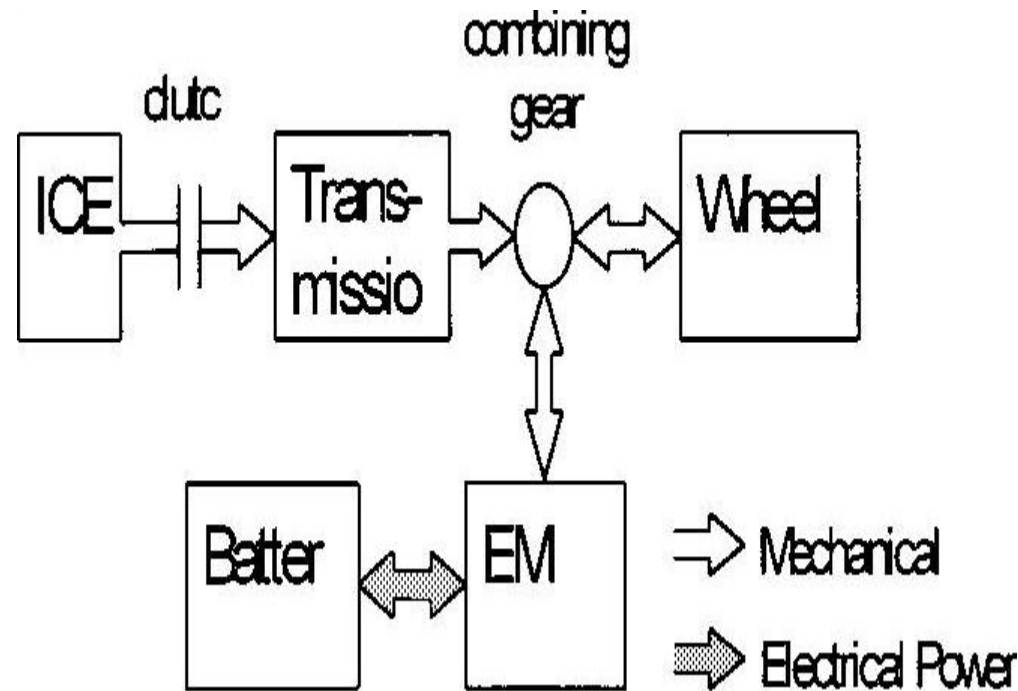 combining
gear
clutc
ICE
Trans-
missio
Wheel
Batter
EM
Mechanical
Electrical Power